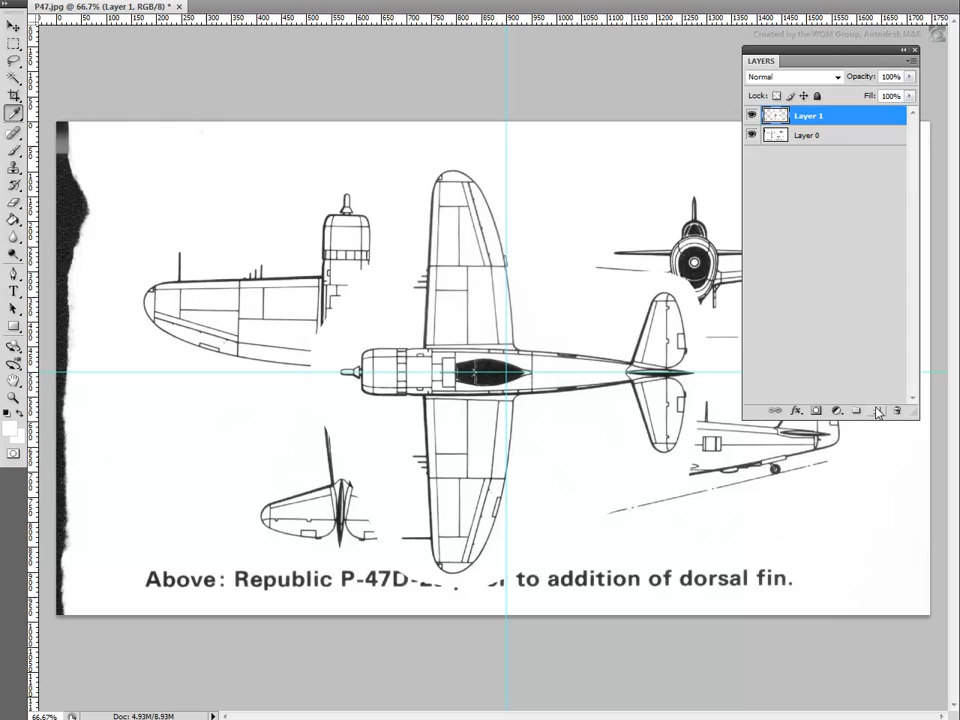 P47.jpg @ 66.7% (Layer 1, RGB/8) * ×
Created by the WDM Group, Autodesk M&E
LAYERS
Normal Opacity: 100%
Lock: Fill: 100%
Layer 1
Layer 0
fx.
Above: Republic P-47D- to addition of dorsal fin.
66.67% Doc: 4.93M/8.93M